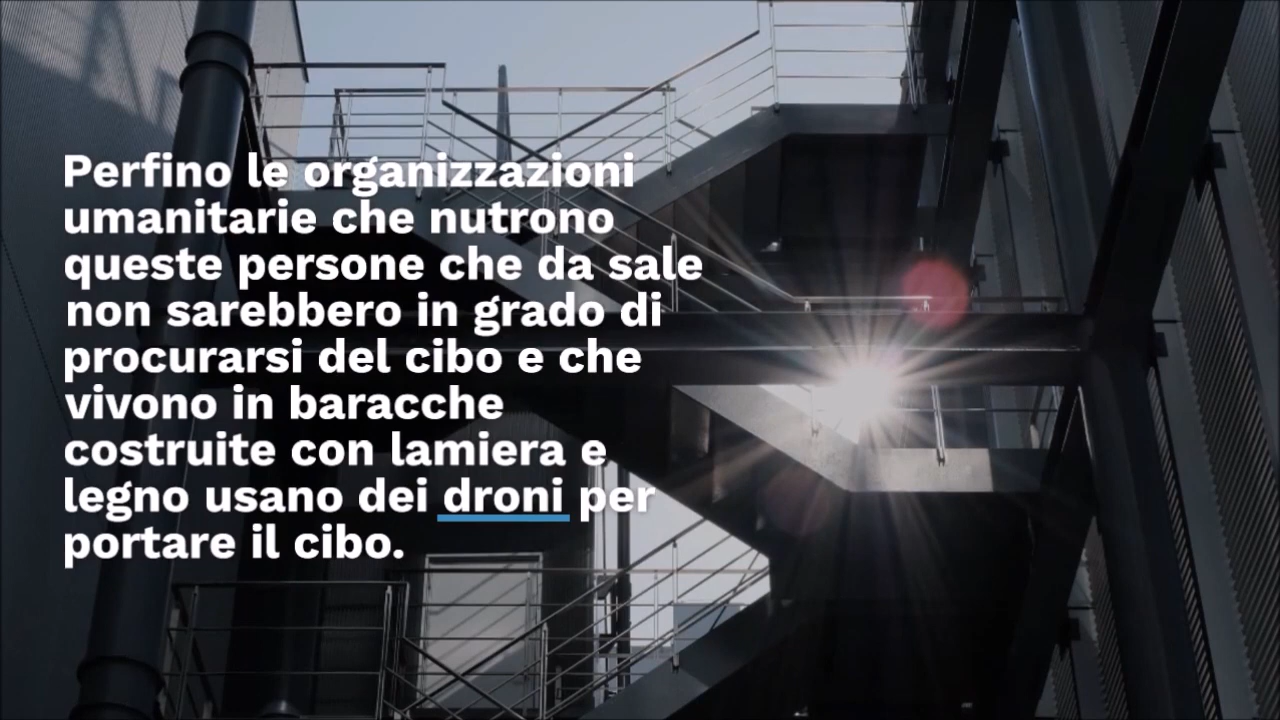 Perfino le organizzazioni
umanitarie che nutrono
queste persone che da sale
non sarebbero in grado di
procurarsi del cibo e che
vivono in baracche
costruite con lamiera e
legno usano dei droni per
portare il cibo.